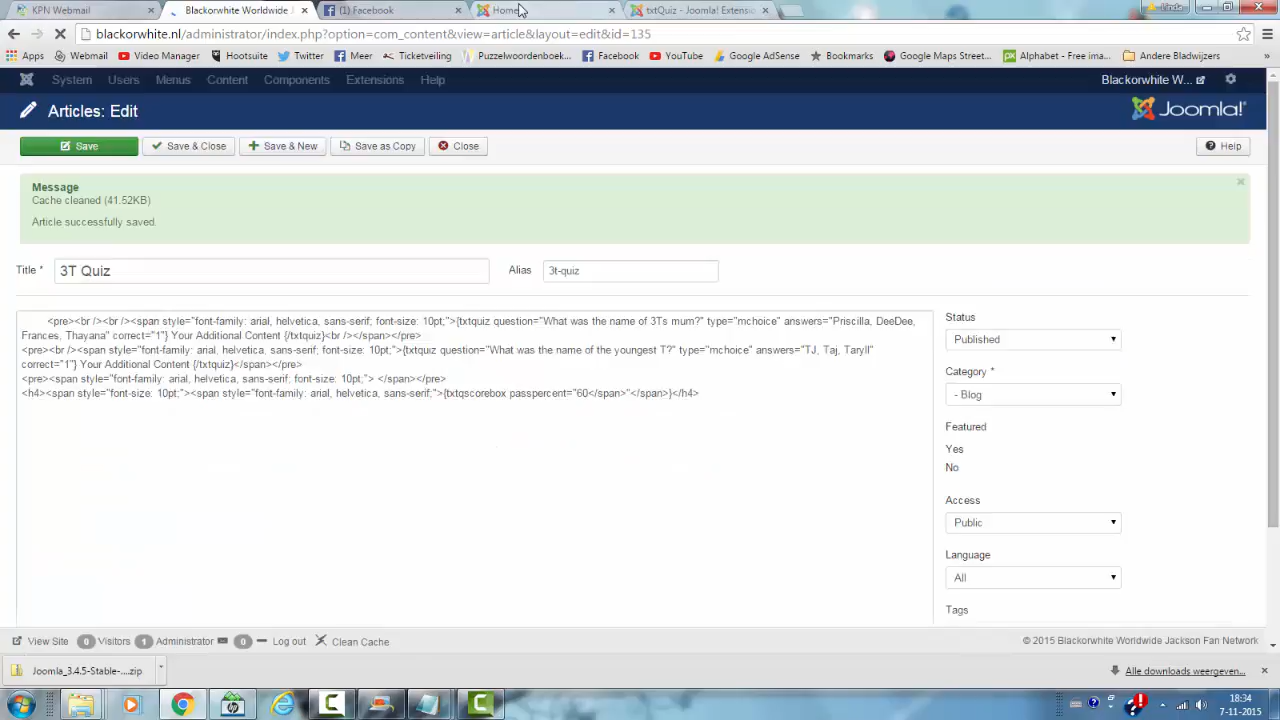 KPN Webmail
Blackorwhite Worldwide J
(1) Facebook
Home
txtQuiz - Joomla! Extensio
blackorwhite.nl/administrator/index.php?option=com_content&view=article&layout=edit&id=135
Apps Webmail Video Manager Hootsuite Twitter Meer Ticketveiling Puzzelwoordenboek... Facebook YouTube Google AdSense Bookmarks Google Maps Street... Alphabet - Free ima... Andere Bladwijzers
System Users Menus Content Components Extensions Help Blackorwhite W...
Articles: Edit Joomla!
Save Save & Close Save & New Save as Copy Close Help
Message
Cache cleaned (41.52KB)
Article successfully saved.
Title * 3T Quiz Alias 3t-quiz
<pre><br /><br /><span style="font-family: arial, helvetica, sans-serif; font-size: 10pt;">{txtquiz question="What was the name of 3Ts mum?" type="mchoice" answers="Priscilla, DeeDee,
Frances, Thayana" correct="1"} Your Additional Content {/txtquiz}<br /></span></pre>
<pre><br /><span style="font-family: arial, helvetica, sans-serif; font-size: 10pt;">{txtquiz question="What was the name of the youngest T?" type="mchoice" answers="TJ, Taj, Taryll"
correct="1"} Your Additional Content {/txtquiz}</span></pre>
<pre><span style="font-family: arial, helvetica, sans-serif; font-size: 10pt;"> </span></pre>
<h4><span style="font-size: 10pt;"><span style="font-family: arial, helvetica, sans-serif;">{txtqscorebox passpercent="60</span>"</span>}</h4>
Status
Published
Category *
- Blog
Featured
Yes
No
Access
Public
Language
All
Tags
View Site 0 Visitors 1 Administrator 0 Log out Clean Cache © 2015 Blackorwhite Worldwide Jackson Fan Network
Joomla_3.4.5-Stable-....zip Alle downloads weergeven...
18:34
7-11-2015